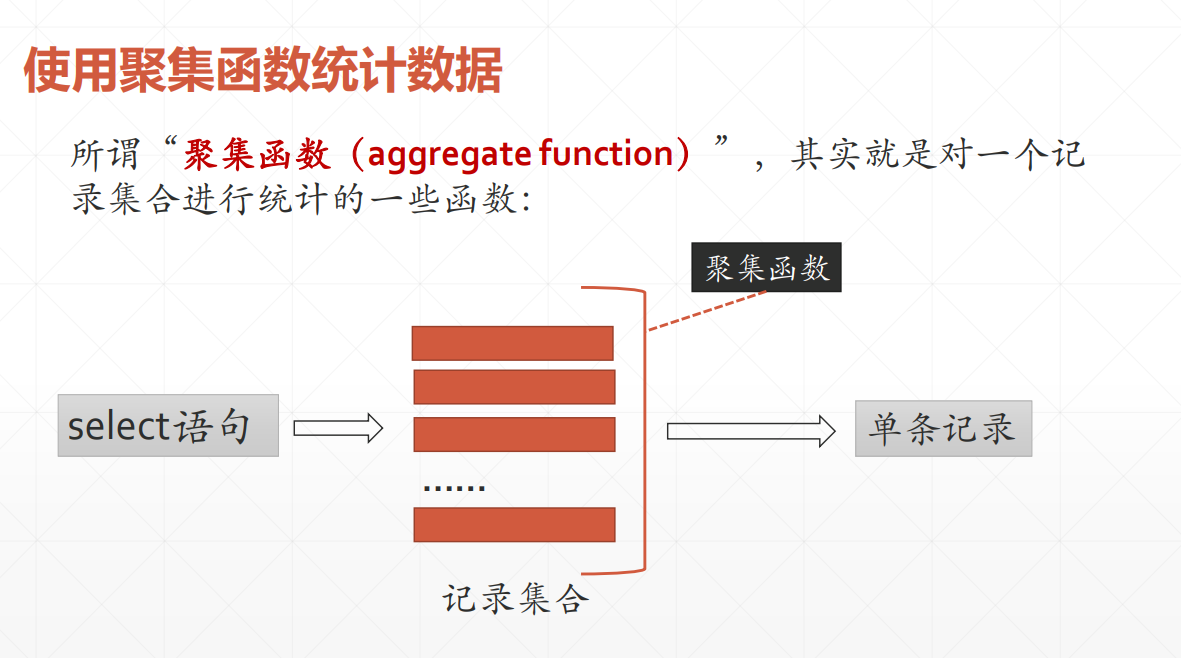 使用聚集函数统计数据
所谓“聚集函数（aggregate function）”，其实就是对一个记
录集合进行统计的一些函数：
聚集函数
select语句
单条记录
......
记录集合